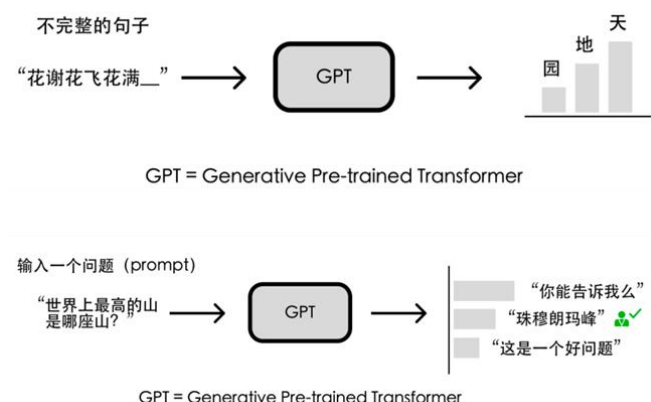 不完整的句子
“花谢花飞花满__”
GPT
园
地
天
GPT = Generative Pre-trained Transformer
输入一个问题（prompt）
“世界上最高的山
是哪座山？”
GPT
“你能告诉我么”
“珠穆朗玛峰”
“这是一个好问题”
GPT = Generative Pre-trained Transformer